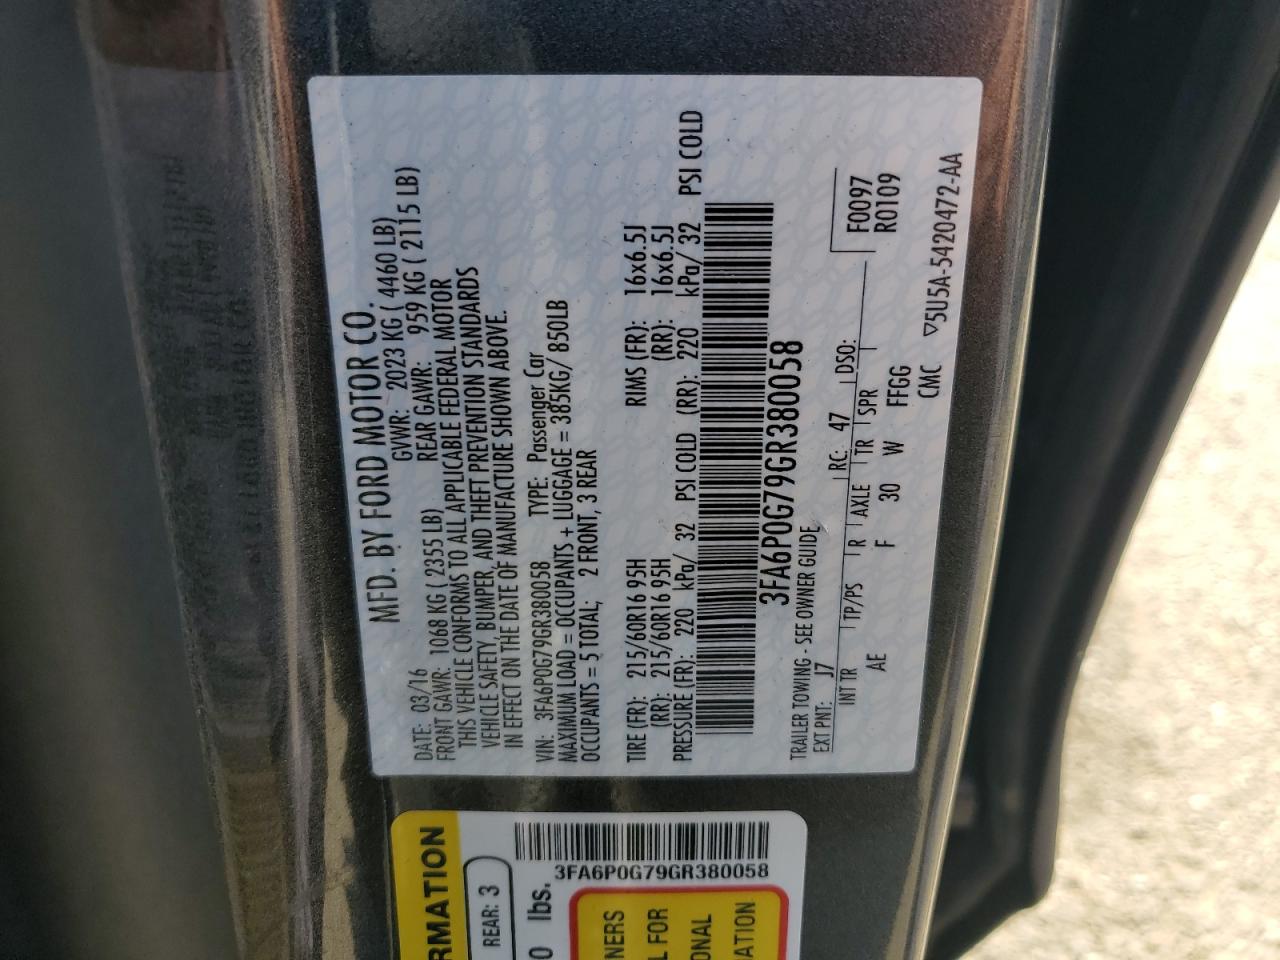 MFD. BY FORD MOTOR CO.
DATE: 03/16 GVWR: 2023 KG ( 4460 LB)
FRONT GAWR: 1068 KG ( 2355 LB) REAR GAWR: 959 KG ( 2115 LB)
THIS VEHICLE CONFORMS TO ALL APPLICABLE FEDERAL MOTOR
VEHICLE SAFETY, BUMPER, AND THEFT PREVENTION STANDARDS
IN EFFECT ON THE DATE OF MANUFACTURE SHOWN ABOVE.
VIN: 3FA6P0G79GR380058 TYPE: Passenger Car
MAXIMUM LOAD = OCCUPANTS + LUGGAGE = 385KG/ 850LB
OCCUPANTS = 5 TOTAL; 2 FRONT, 3 REAR
TIRE (FR): 215/60R16 95H RIMS (FR): 16x6.5J
(RR): 215/60R16 95H (RR): 16x6.5J
PRESSURE (FR): 220 kPa/ 32 PSI COLD (RR): 220 kPa/ 32 PSI COLD
3FA6P0G79GR380058
TRAILER TOWING - SEE OWNER GUIDE
F0097
R0109
EXT PNT: J7 RC: 47 DSO:
INT TR TP/PS R AXLE TR SPR
AE F 30 W FFGG
CMC ▽5U5A-5420472-AA
RMATION
REAR: 3
0 lbs.
3FA6P0G79GR380058
NERS
L FOR
ONAL
MATION